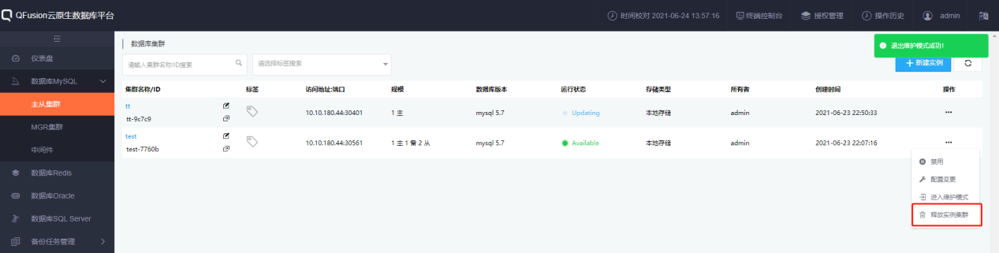 QFusion云原生数据库平台
时间校对 2021-06-24 13:57:16
终端控制台
授权管理
操作历史
admin
仪表盘
数据库MySQL
主从集群
MGR集群
中间件
数据库Redis
数据库Oracle
数据库SQL Server
备份任务管理
数据库集群
退出维护模式成功!
请输入集群名称/ID搜索
请选择标签搜索
新建实例
集群名称/ID 标签 访问地址:端口 规模 数据库版本 运行状态 存储类型 所有者 创建时间 操作
tt
tt-9c7c9
10.10.180.44:30401 1 主 mysql 5.7 Updating 本地存储 admin 2021-06-23 22:50:33
test
test-7760b
10.10.180.44:30561 1 主 1 备 2 从 mysql 5.7 Available 本地存储 admin 2021-06-23 22:07:16
禁用
配置变更
进入维护模式
释放实例集群